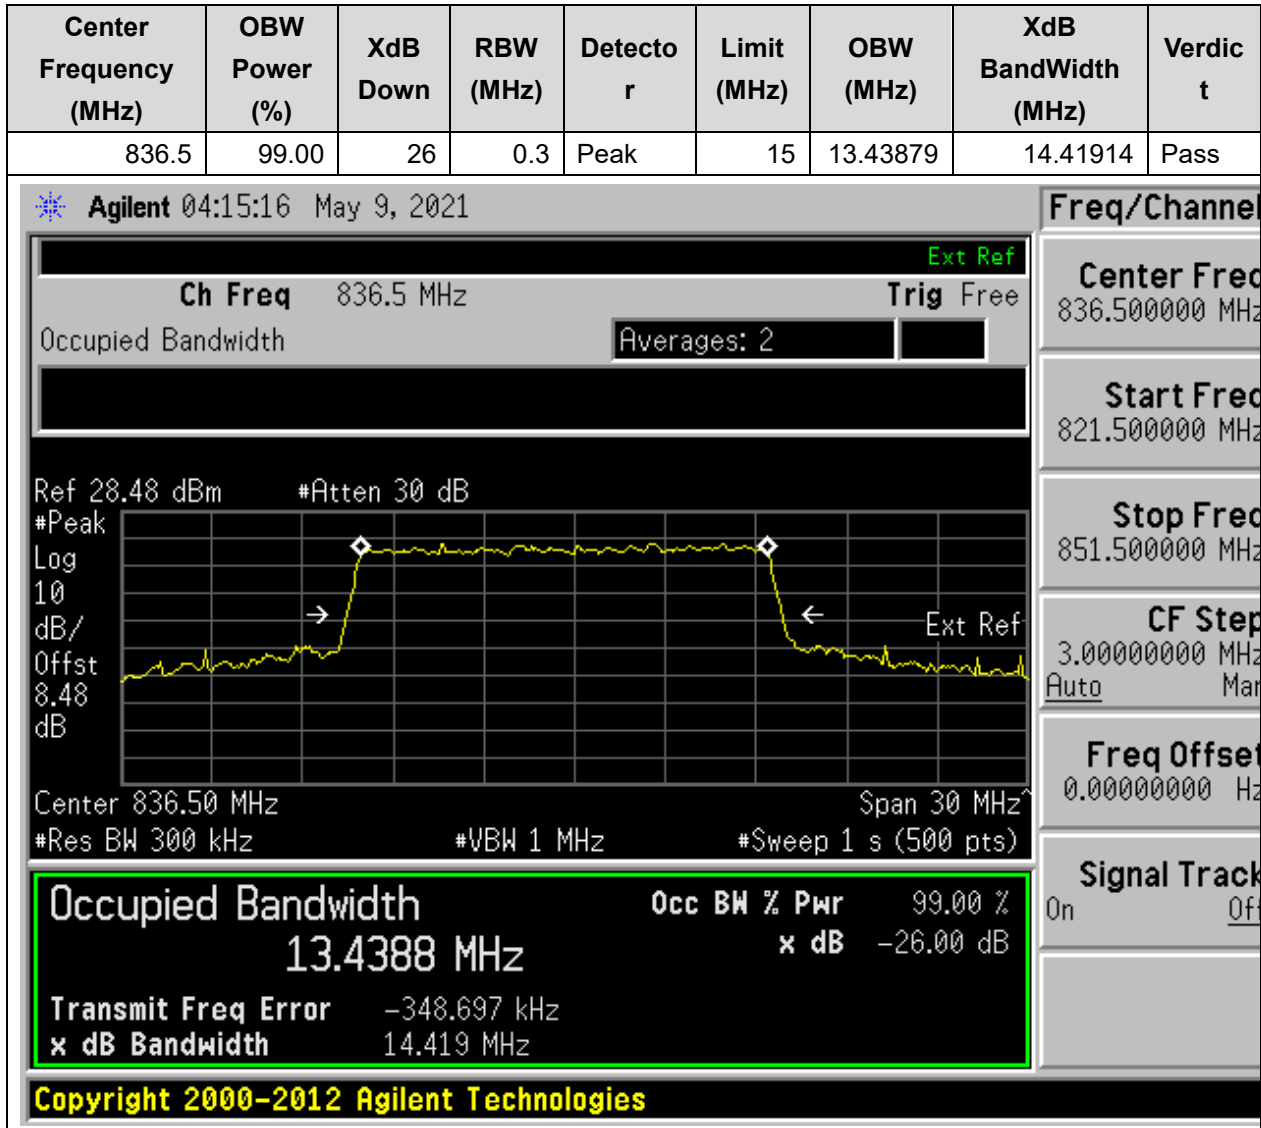 Center Frequency (MHz) OBW Power (%) XdB Down RBW (MHz) Detecto r Limit (MHz) OBW (MHz) XdB BandWidth (MHz) Verdic t
836.5 99.00 26 0.3 Peak 15 13.43879 14.41914 Pass
Agilent 04:15:16 May 9, 2021
Freq/Channel
Ext Ref
Ch Freq 836.5 MHz Trig Free
Occupied Bandwidth Averages: 2
Center Freq
836.500000 MHz
Start Freq
821.500000 MHz
Stop Freq
851.500000 MHz
CF Step
3.00000000 MHz
Auto Man
Freq Offset
0.00000000 Hz
Signal Track
On Off
Ref 28.48 dBm #Atten 30 dB
#Peak
Log
10
dB/
Offst
8.48
dB
Ext Ref
Center 836.50 MHz Span 30 MHz^
#Res BW 300 kHz #VBW 1 MHz #Sweep 1 s (500 pts)
Occupied Bandwidth Occ BW % Pwr 99.00 %
13.4388 MHz x dB -26.00 dB
Transmit Freq Error -348.697 kHz
x dB Bandwidth 14.419 MHz
Copyright 2000-2012 Agilent Technologies